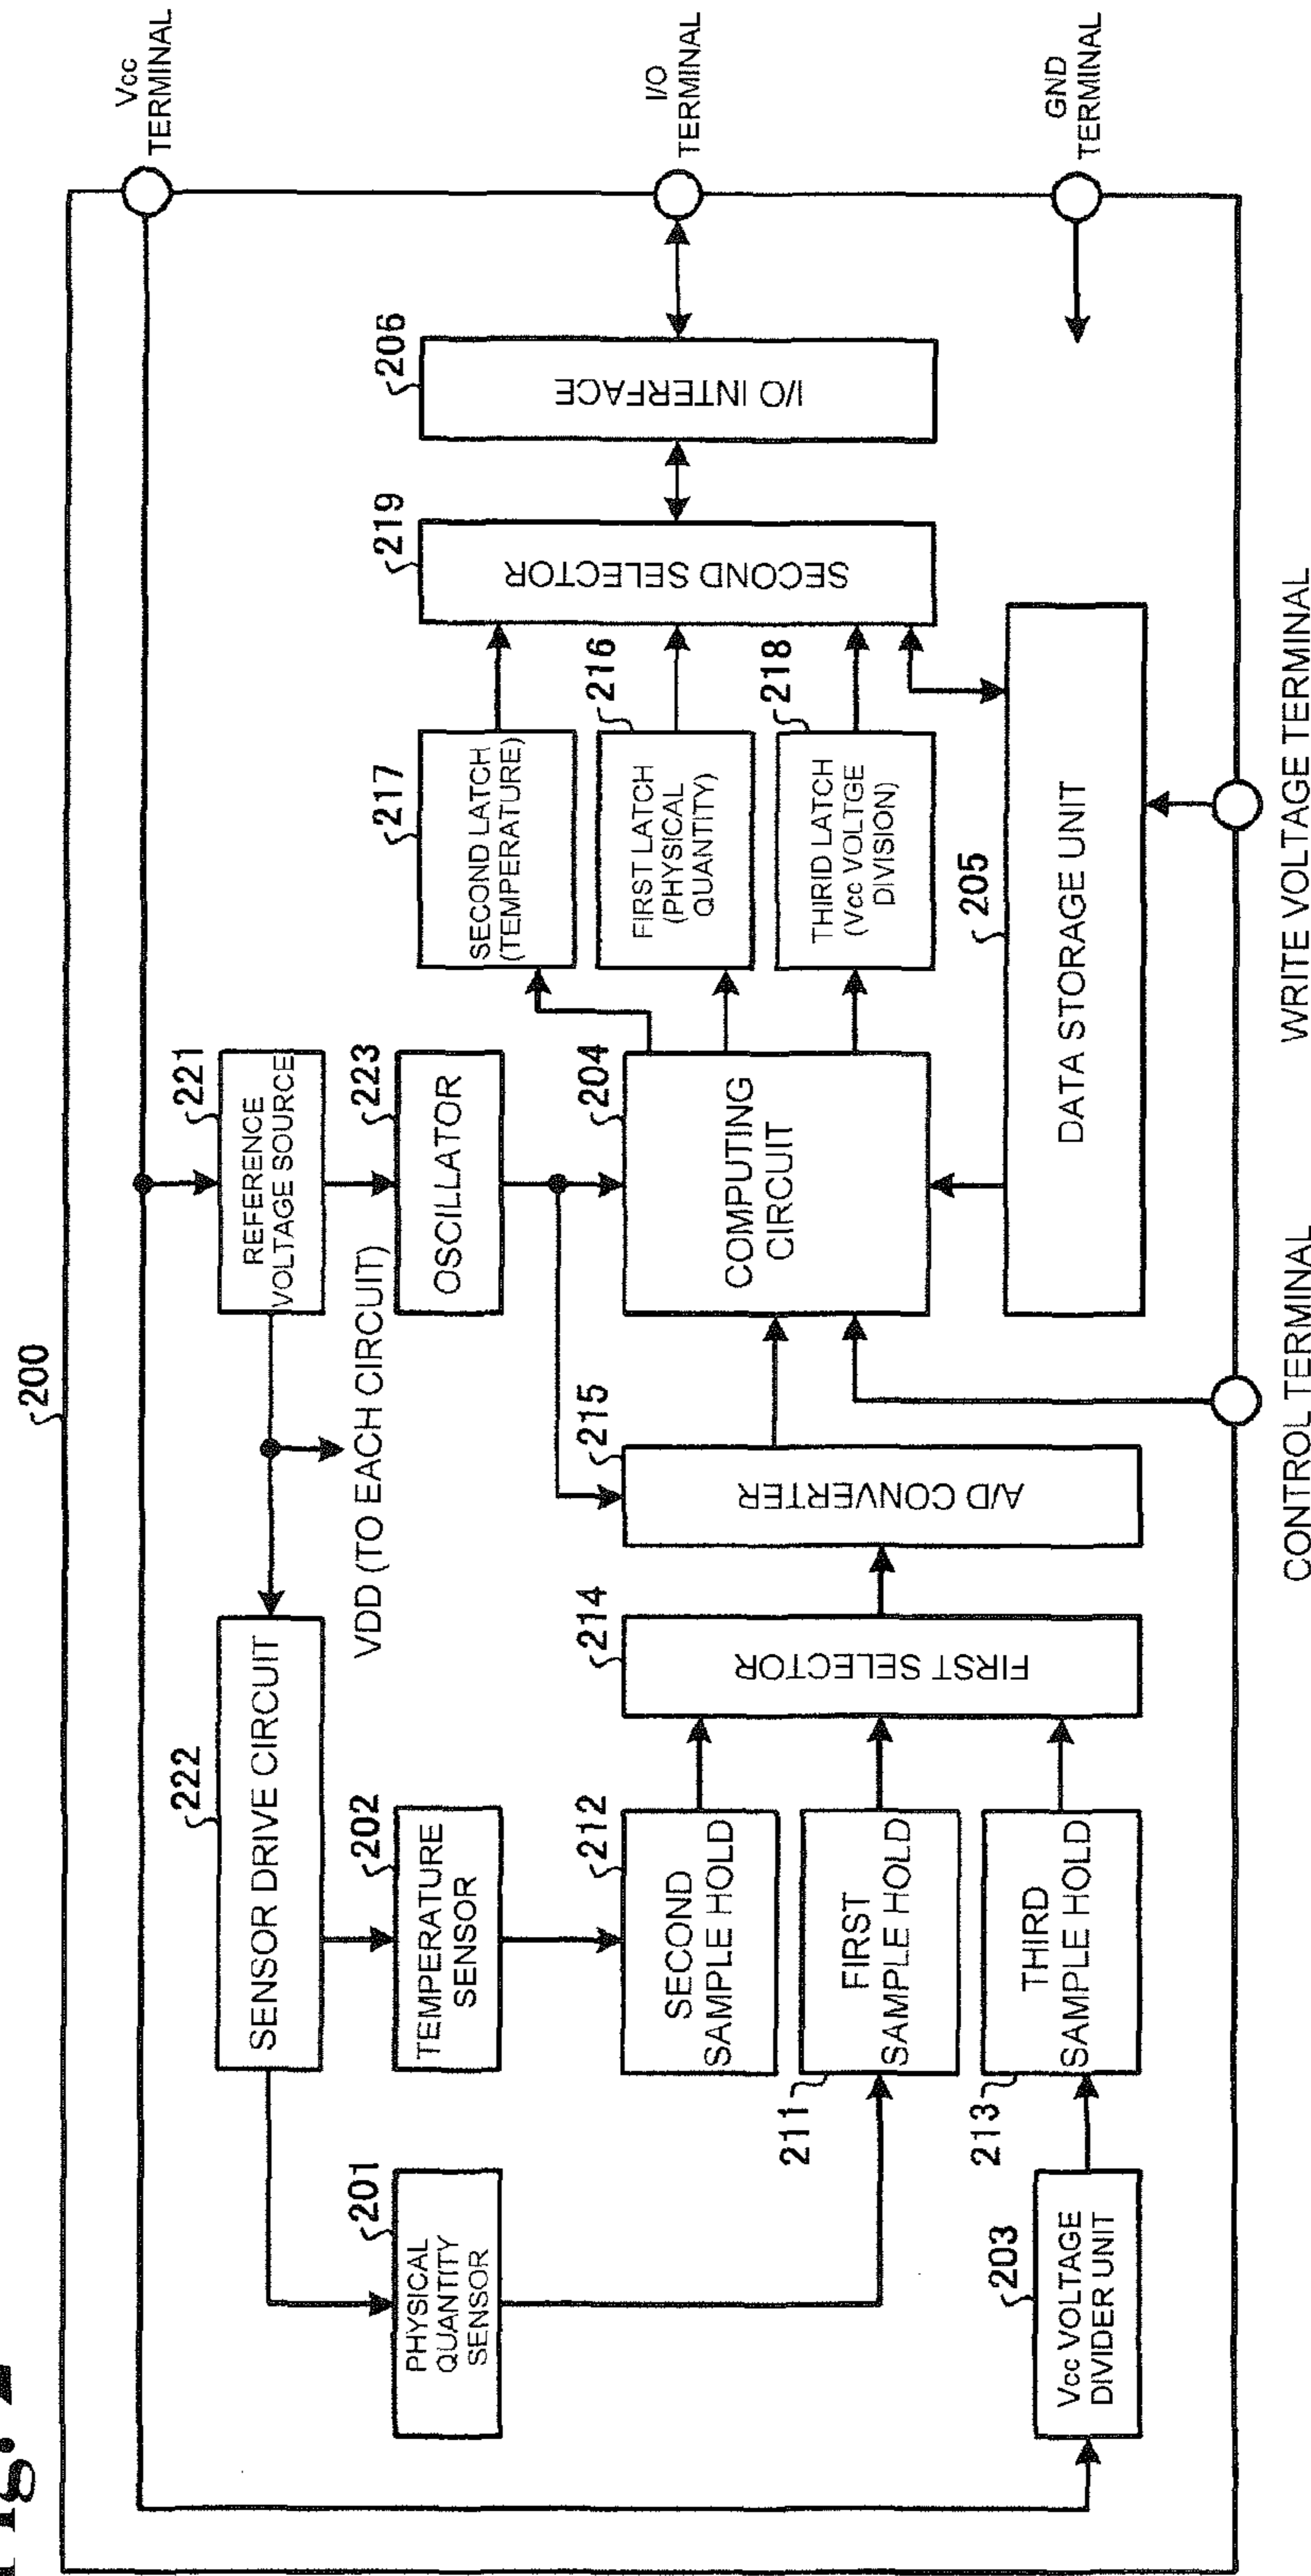 Fig. 2
200
Vcc
TERMINAL
I/O
TERMINAL
GND
TERMINAL
222
SENSOR DRIVE CIRCUIT
221
REFERENCE
VOLTAGE SOURCE
VDD (TO EACH CIRCUIT)
201
PHYSICAL
QUANTITY
SENSOR
202
TEMPERATURE
SENSOR
223
OSCILLATOR
212
SECOND
SAMPLE HOLD
211
FIRST
SAMPLE HOLD
213
THIRD
SAMPLE HOLD
203
Vcc VOLTAGE
DIVIDER UNIT
214
FIRST SELECTOR
215
A/D CONVERTER
204
COMPUTING
CIRCUIT
217
SECOND LATCH
(TEMPERATURE)
216
FIRST LATCH
(PHYSICAL
QUANTITY)
218
THIRID LATCH
(Vcc VOLTGE
DIVISION)
219
SECOND SELECTOR
206
I/O INTERFACE
205
DATA STORAGE UNIT
CONTROL TERMINAL
WRITE VOLTAGE TERMINAL